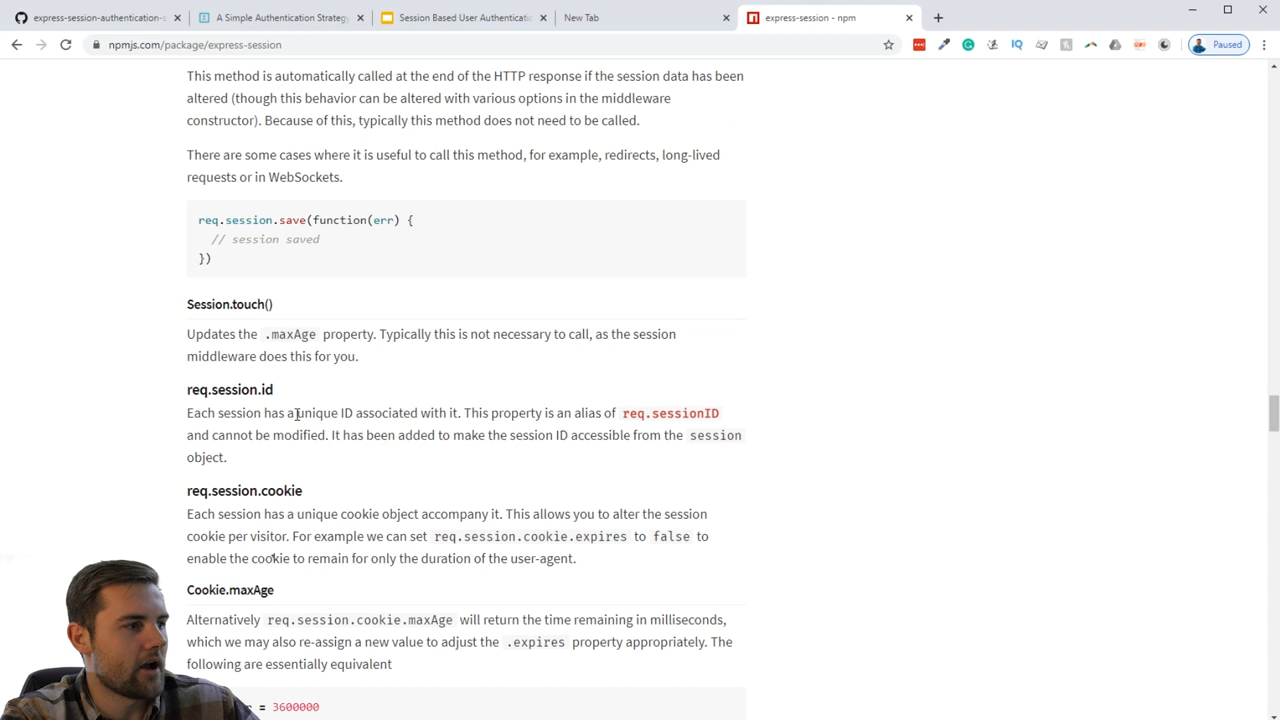 express-session-authentication-s
A Simple Authentication Strategy
Session Based User Authenticatio
New Tab
express-session - npm
npmjs.com/package/express-session
Paused
This method is automatically called at the end of the HTTP response if the session data has been
altered (though this behavior can be altered with various options in the middleware
constructor). Because of this, typically this method does not need to be called.
There are some cases where it is useful to call this method, for example, redirects, long-lived
requests or in WebSockets.
req.session.save(function(err) {
// session saved
})
Session.touch()
Updates the .maxAge property. Typically this is not necessary to call, as the session
middleware does this for you.
req.session.id
Each session has a unique ID associated with it. This property is an alias of req.sessionID
and cannot be modified. It has been added to make the session ID accessible from the session
object.
req.session.cookie
Each session has a unique cookie object accompany it. This allows you to alter the session
cookie per visitor. For example we can set req.session.cookie.expires to false to
enable the cookie to remain for only the duration of the user-agent.
Cookie.maxAge
Alternatively req.session.cookie.maxAge will return the time remaining in milliseconds,
which we may also re-assign a new value to adjust the .expires property appropriately. The
following are essentially equivalent
= 3600000